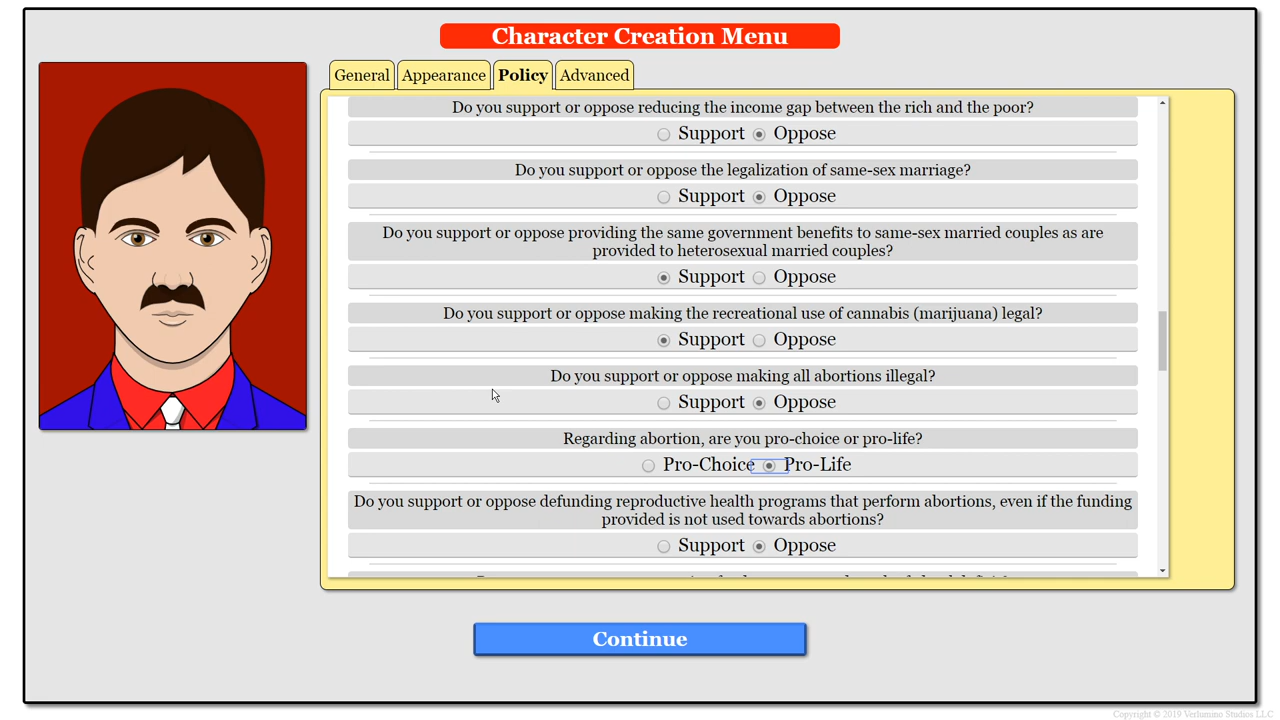 Character Creation Menu
General Appearance Policy Advanced
Do you support or oppose reducing the income gap between the rich and the poor?
Support Oppose
Do you support or oppose the legalization of same-sex marriage?
Support Oppose
Do you support or oppose providing the same government benefits to same-sex married couples as are
provided to heterosexual married couples?
Support Oppose
Do you support or oppose making the recreational use of cannabis (marijuana) legal?
Support Oppose
Do you support or oppose making all abortions illegal?
Support Oppose
Regarding abortion, are you pro-choice or pro-life?
Pro-Choice Pro-Life
Do you support or oppose defunding reproductive health programs that perform abortions, even if the funding
provided is not used towards abortions?
Support Oppose
Continue
Copyright © 2019 Verlumino Studios LLC